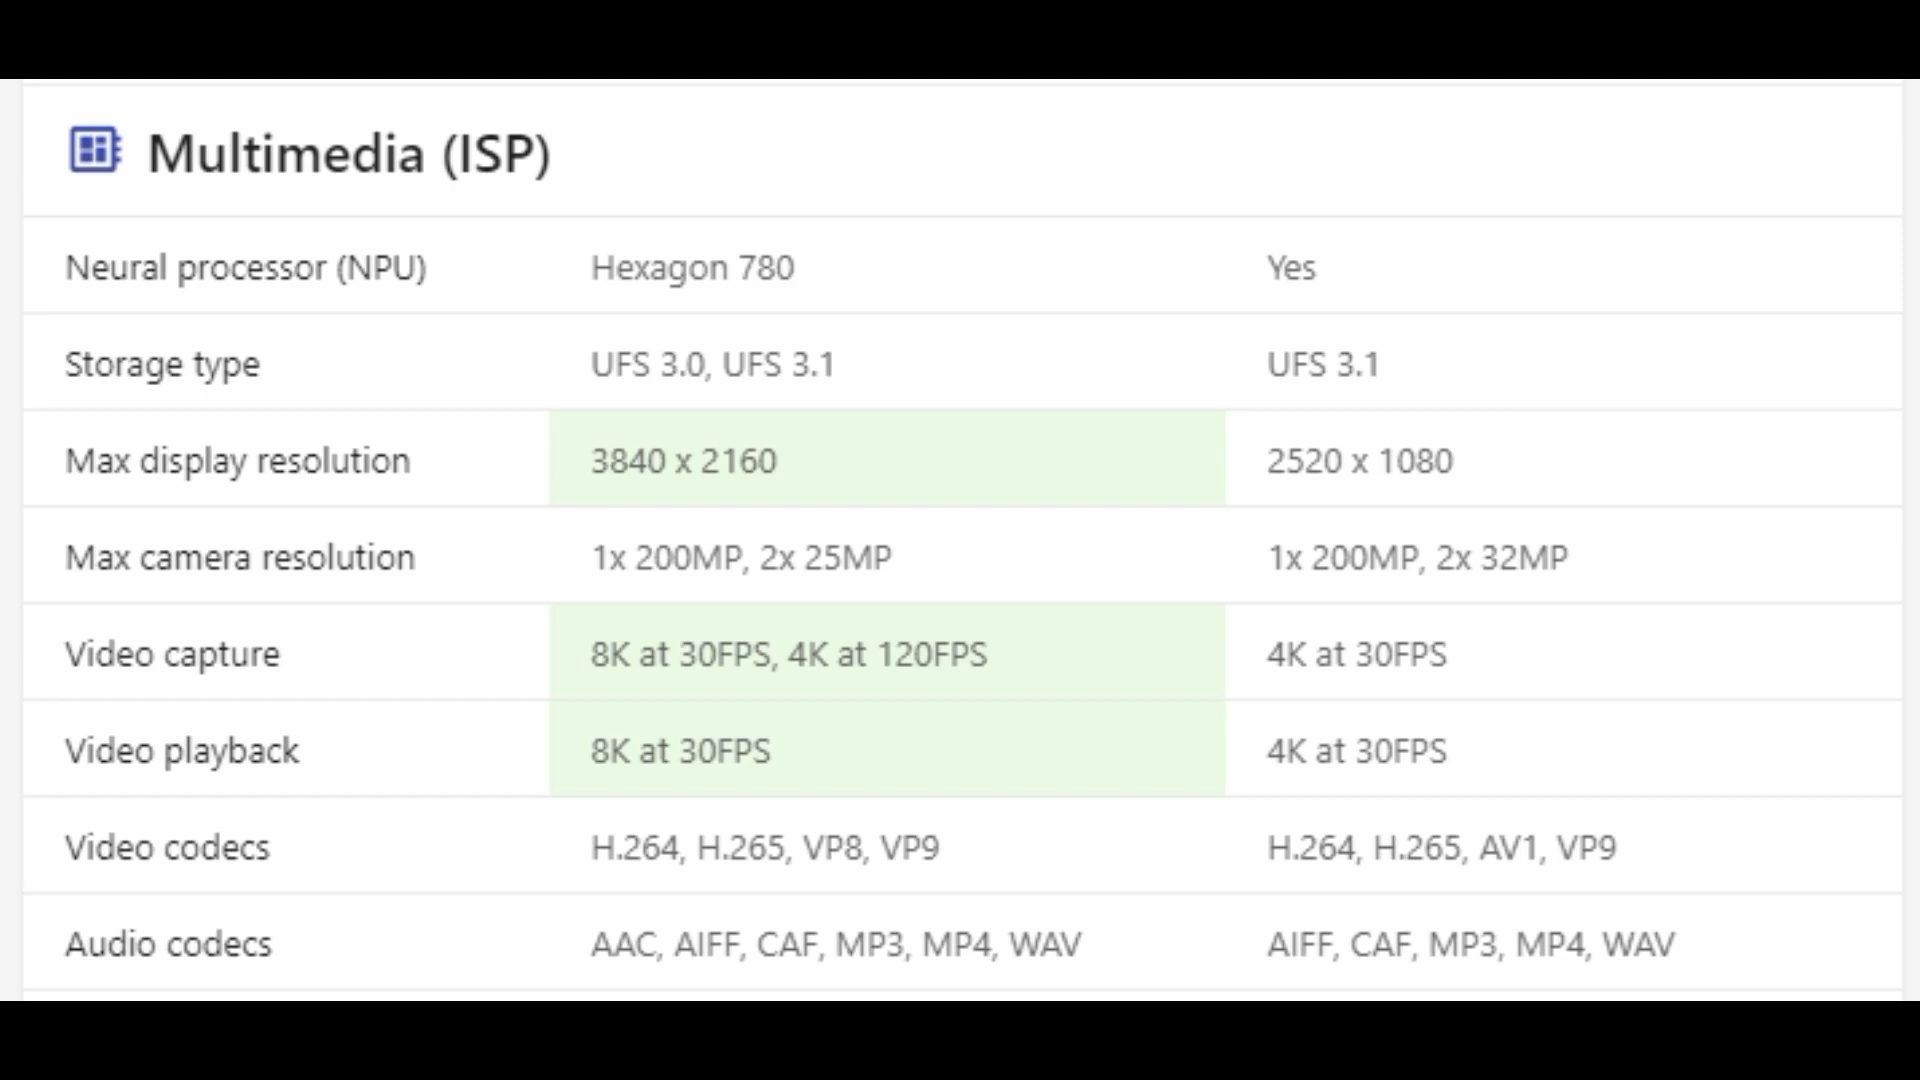 Multimedia (ISP)
Neural processor (NPU) Hexagon 780 Yes
Storage type UFS 3.0, UFS 3.1 UFS 3.1
Max display resolution 3840 x 2160 2520 x 1080
Max camera resolution 1x 200MP, 2x 25MP 1x 200MP, 2x 32MP
Video capture 8K at 30FPS, 4K at 120FPS 4K at 30FPS
Video playback 8K at 30FPS 4K at 30FPS
Video codecs H.264, H.265, VP8, VP9 H.264, H.265, AV1, VP9
Audio codecs AAC, AIFF, CAF, MP3, MP4, WAV AIFF, CAF, MP3, MP4, WAV